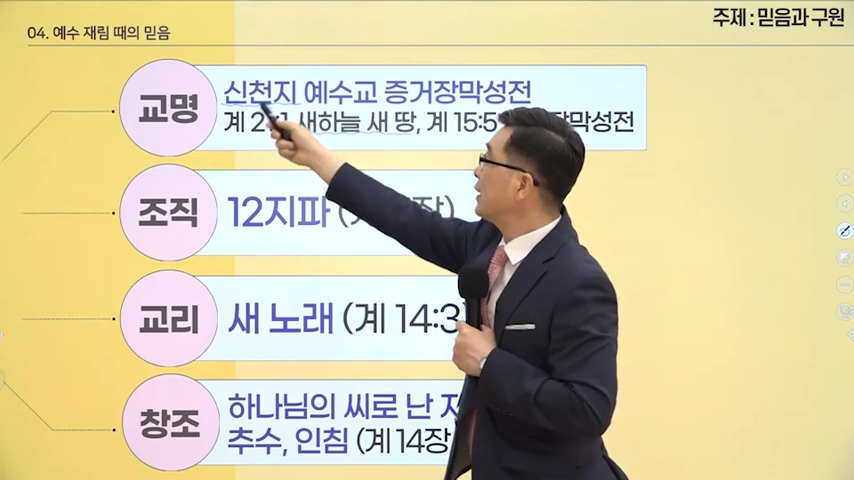 주제 : 믿음과 구원
04. 예수 재림 때의 믿음
교명
신천지 예수교 증거장막성전
새하늘 새 땅, 계 15:5 장막성전
조직
12지파
교리
새 노래 (계 14:3)
창조
하나님의 씨로 난
추수, 인침 (계 14장